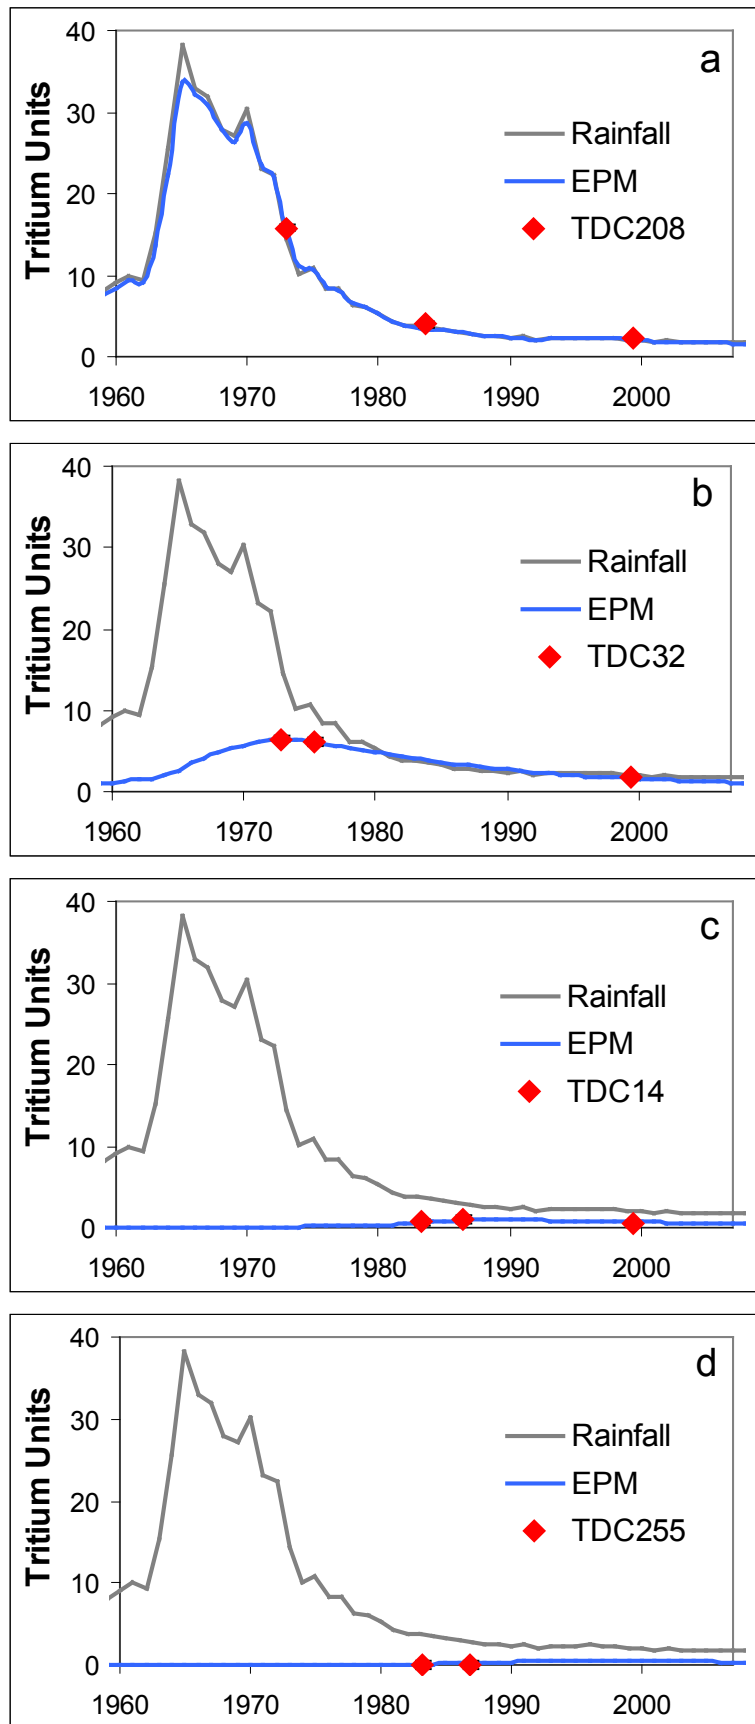 a
40
30
20
10
0
Tritium Units
Rainfall
EPM
TDC208
1960 1970 1980 1990 2000
b
40
30
20
10
0
Tritium Units
Rainfall
EPM
TDC32
1960 1970 1980 1990 2000
c
40
30
20
10
0
Tritium Units
Rainfall
EPM
TDC14
1960 1970 1980 1990 2000
d
40
30
20
10
0
Tritium Units
Rainfall
EPM
TDC255
1960 1970 1980 1990 2000